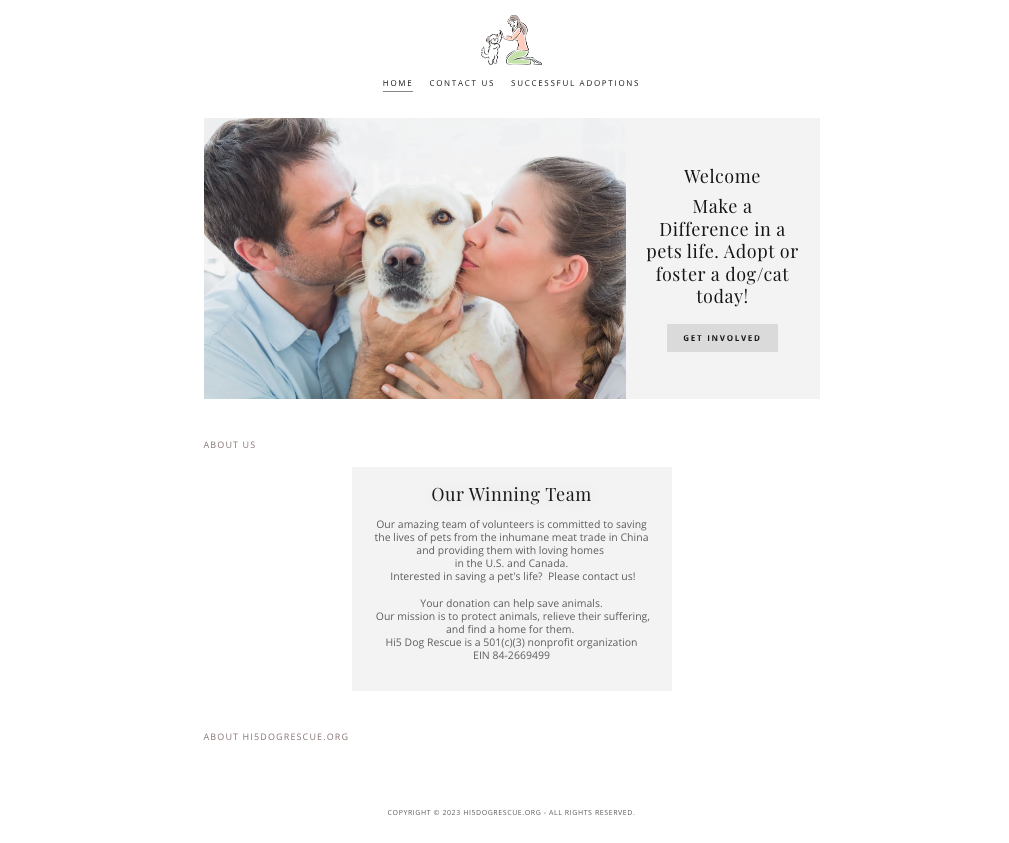 HOME CONTACT US SUCCESSFUL ADOPTIONS
Welcome
Make a
Difference in a
pets life. Adopt or
foster a dog/cat
today!
GET INVOLVED
ABOUT US
Our Winning Team
Our amazing team of volunteers is committed to saving
the lives of pets from the inhumane meat trade in China
and providing them with loving homes
in the U.S. and Canada.
Interested in saving a pet's life?  Please contact us!
Your donation can help save animals.
Our mission is to protect animals, relieve their suffering,
and find a home for them.
Hi5 Dog Rescue is a 501(c)(3) nonprofit organization
EIN 84-2669499
ABOUT HI5DOGRESCUE.ORG
COPYRIGHT © 2023 HI5DOGRESCUE.ORG - ALL RIGHTS RESERVED.